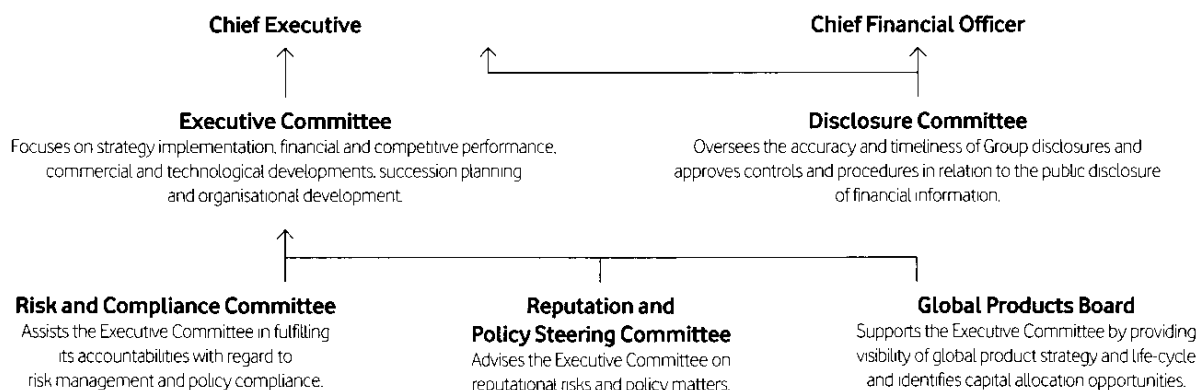 Chief Executive
Chief Financial Officer
Executive Committee
Focuses on strategy implementation, financial and competitive performance,
commercial and technological developments, succession planning
and organisational development.
Disclosure Committee
Oversees the accuracy and timeliness of Group disclosures and
approves controls and procedures in relation to the public disclosure
of financial information.
Risk and Compliance Committee
Assists the Executive Committee in fulfilling
its accountabilities with regard to
risk management and policy compliance.
Reputation and
Policy Steering Committee
Advises the Executive Committee on
reputational risks and policy matters.
Global Products Board
Supports the Executive Committee by providing
visibility of global product strategy and life-cycle
and identifies capital allocation opportunities.